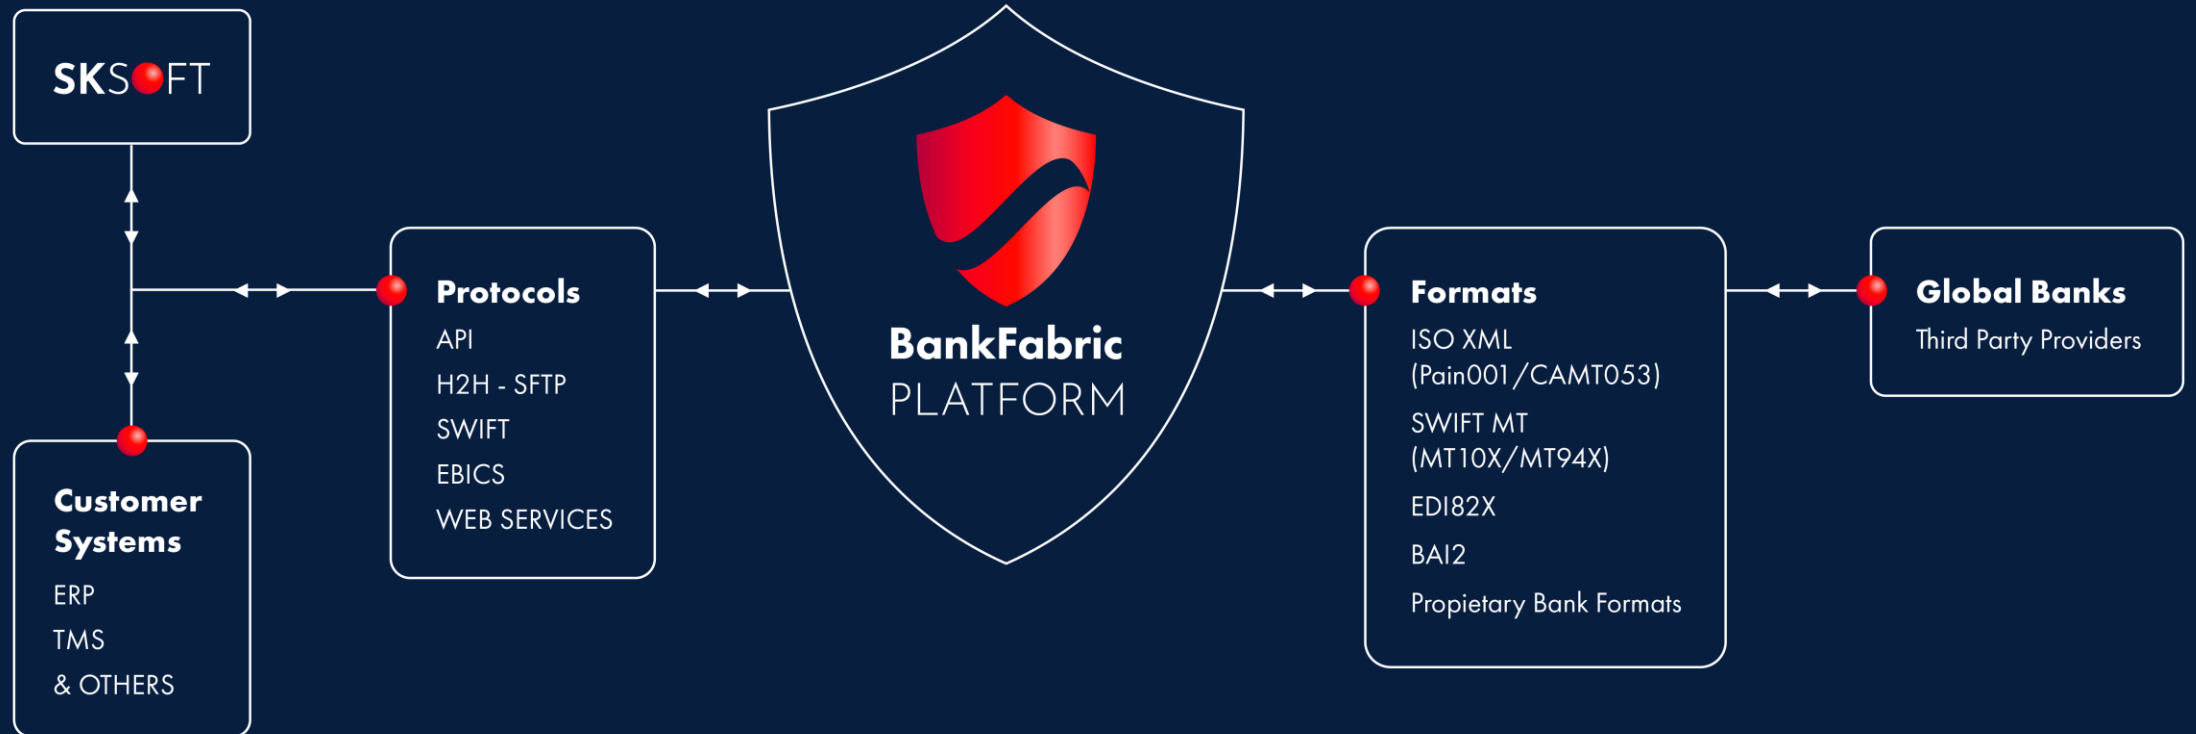 SKSOFT
Customer
Systems
ERP
TMS
& OTHERS
Protocols
API
H2H - SFTP
SWIFT
EBICS
WEB SERVICES
BankFabric
PLATFORM
Formats
ISO XML
(Pain001/CAMT053)
SWIFT MT
(MT10X/MT94X)
EDI82X
BAI2
Propietary Bank Formats
Global Banks
Third Party Providers